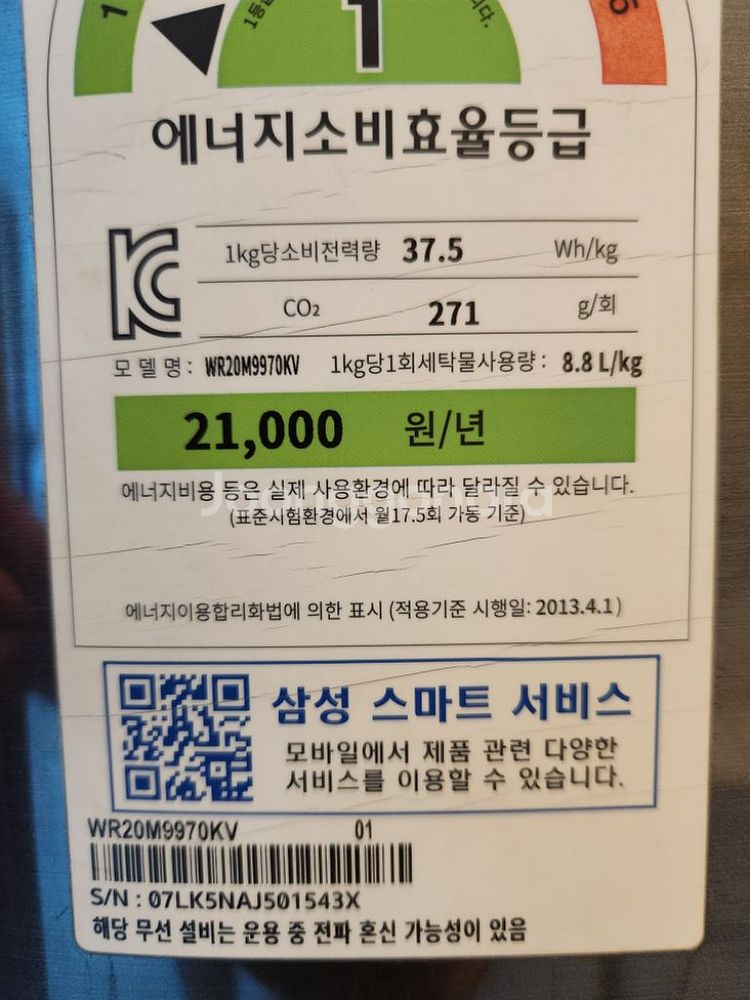 1
1
5
에너지소비효율등급
1kg당소비전력량 37.5 Wh/kg
CO₂ 271 g/회
모델명: WR20M9970KV 1kg당1회세탁물사용량: 8.8 L/kg
21,000 원/년
에너지비용 등은 실제 사용환경에 따라 달라질 수 있습니다.
(표준시험환경에서 월17.5회 가동 기준)
에너지이용합리화법에 의한 표시 (적용기준 시행일: 2013.4.1)
삼성 스마트 서비스
모바일에서 제품 관련 다양한
서비스를 이용할 수 있습니다.
WR20M9970KV 01
S/N : 07LK5NAJ501543X
해당 무선 설비는 운용 중 전파 혼신 가능성이 있음